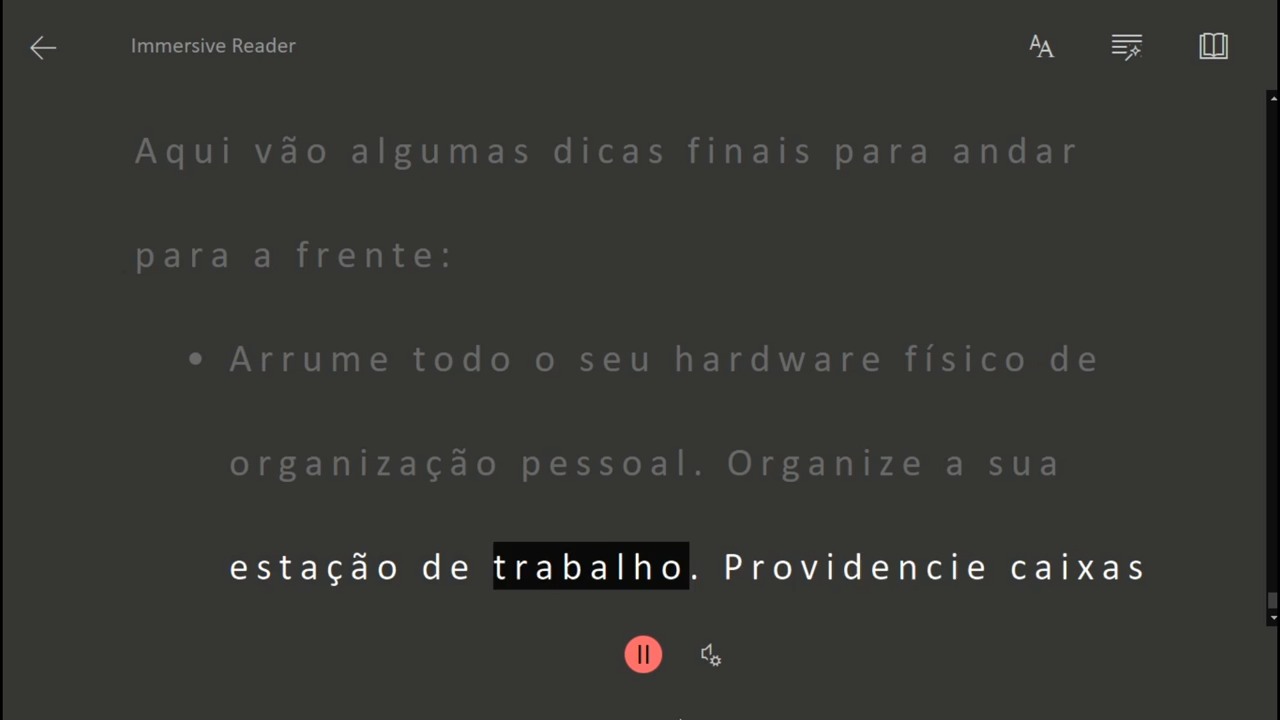 Immersive Reader
Aqui vão algumas dicas finais para andar
para a frente:
• Arrume todo o seu hardware físico de
organização pessoal. Organize a sua
estação de trabalho. Providencie caixas